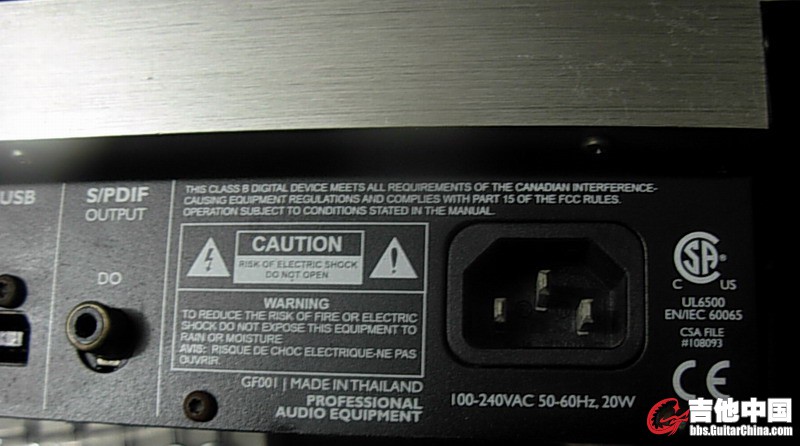 USB
S/PDIF
OUTPUT
DO
THIS CLASS B DIGITAL DEVICE MEETS ALL REQUIREMENTS OF THE CANADIAN INTERFERENCE-
CAUSING EQUIPMENT REGULATIONS AND COMPLIES WITH PART 15 OF THE FCC RULES.
OPERATION SUBJECT TO CONDITIONS STATED IN THE MANUAL.
CAUTION
RISK OF ELECTRIC SHOCK
DO NOT OPEN
WARNING
TO REDUCE THE RISK OF FIRE OR ELECTRIC
SHOCK DO NOT EXPOSE THIS EQUIPMENT TO
RAIN OR MOISTURE
AVIS: RISQUE DE CHOC ELECTRIQUE-NE PAS
OUVRIR.
GF001 | MADE IN THAILAND
PROFESSIONAL
AUDIO EQUIPMENT
100-240VAC 50-60Hz, 20W
CSA®
C US
UL6500
EN/IEC 60065
CSA FILE
#108093
CE
吉他中国
bbs.GuitarChina.com